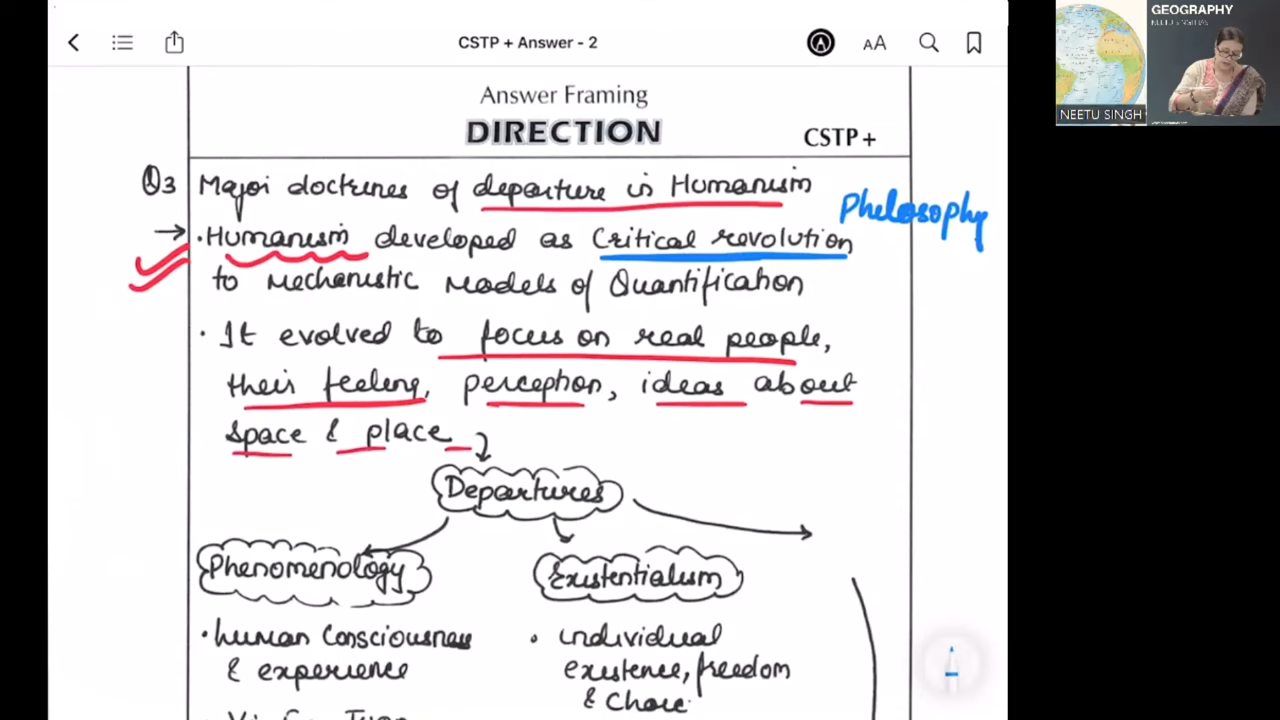 CSTP + Answer - 2
AA
GEOGRAPHY
NEETU SINGH
Answer Framing
DIRECTION
CSTP+
Q3 Major doctrines of departure in Humanism
Philosophy
→ • Humanism developed as Critical revolution
to Mechanistic Models of Quantification
• It evolved to focus on real people,
their feeling, perception, ideas about
space & place
Departures
Phenomenology
Existentialism
• human Consciousness
& experience
• individual
existence, freedom
& Choice